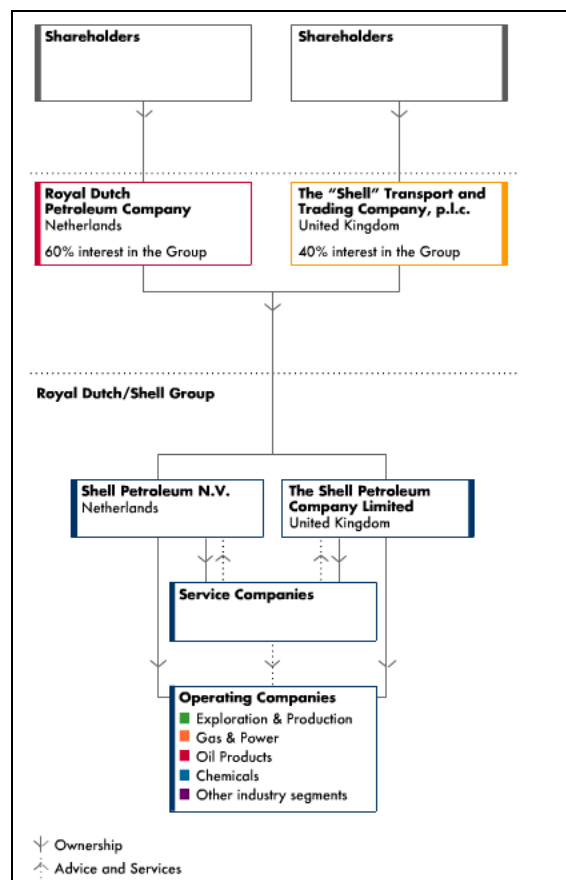 Shareholders
Shareholders
Royal Dutch
Petroleum Company
Netherlands
60% interest in the Group
The “Shell” Transport and
Trading Company, p.l.c.
United Kingdom
40% interest in the Group
Royal Dutch/Shell Group
Shell Petroleum N.V.
Netherlands
The Shell Petroleum
Company Limited
United Kingdom
Service Companies
Operating Companies
Exploration & Production
Gas & Power
Oil Products
Chemicals
Other industry segments
Ownership
Advice and Services